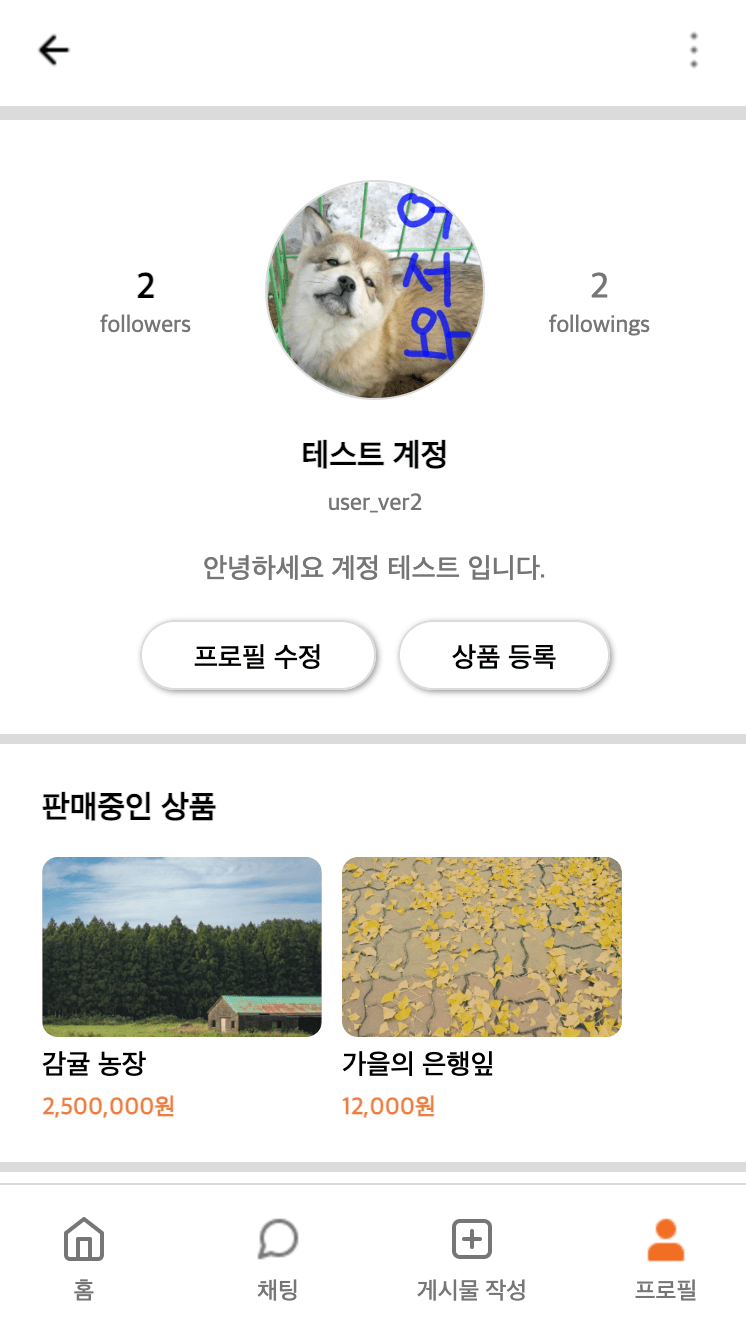 어
서
와
2
followers
2
followings
테스트 계정
user_ver2
안녕하세요 계정 테스트 입니다.
프로필 수정
상품 등록
판매중인 상품
감귤 농장
2,500,000원
가을의 은행잎
12,000원
홈
채팅
게시물 작성
프로필